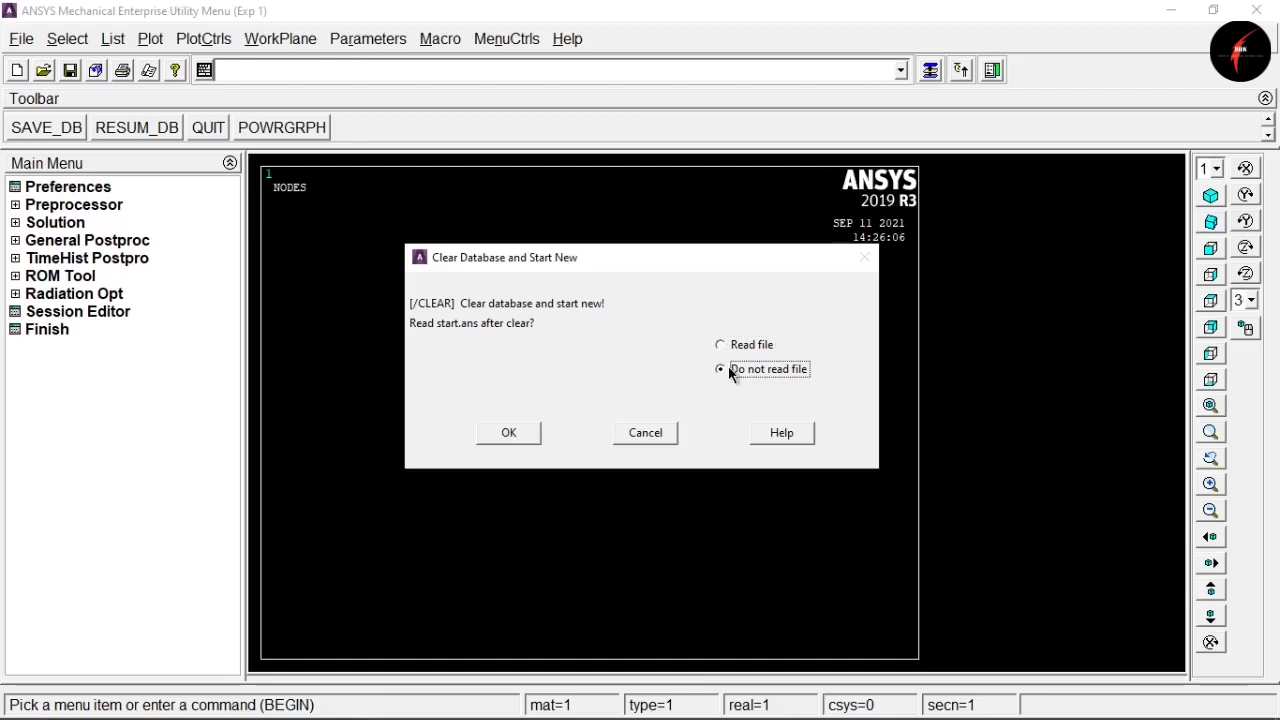 ANSYS Mechanical Enterprise Utility Menu (Exp 1)
File Select List Plot PlotCtrls WorkPlane Parameters Macro MenuCtrls Help
Toolbar
SAVE_DB RESUM_DB QUIT POWRGRPH
Main Menu
Preferences
Preprocessor
Solution
General Postproc
TimeHist Postpro
ROM Tool
Radiation Opt
Session Editor
Finish
1
NODES
ANSYS
2019 R3
SEP 11 2021
14:26:06
Clear Database and Start New
[/CLEAR] Clear database and start new!
Read start.ans after clear?
Read file
Do not read file
OK Cancel Help
1
3
Pick a menu item or enter a command (BEGIN) mat=1 type=1 real=1 csys=0 secn=1